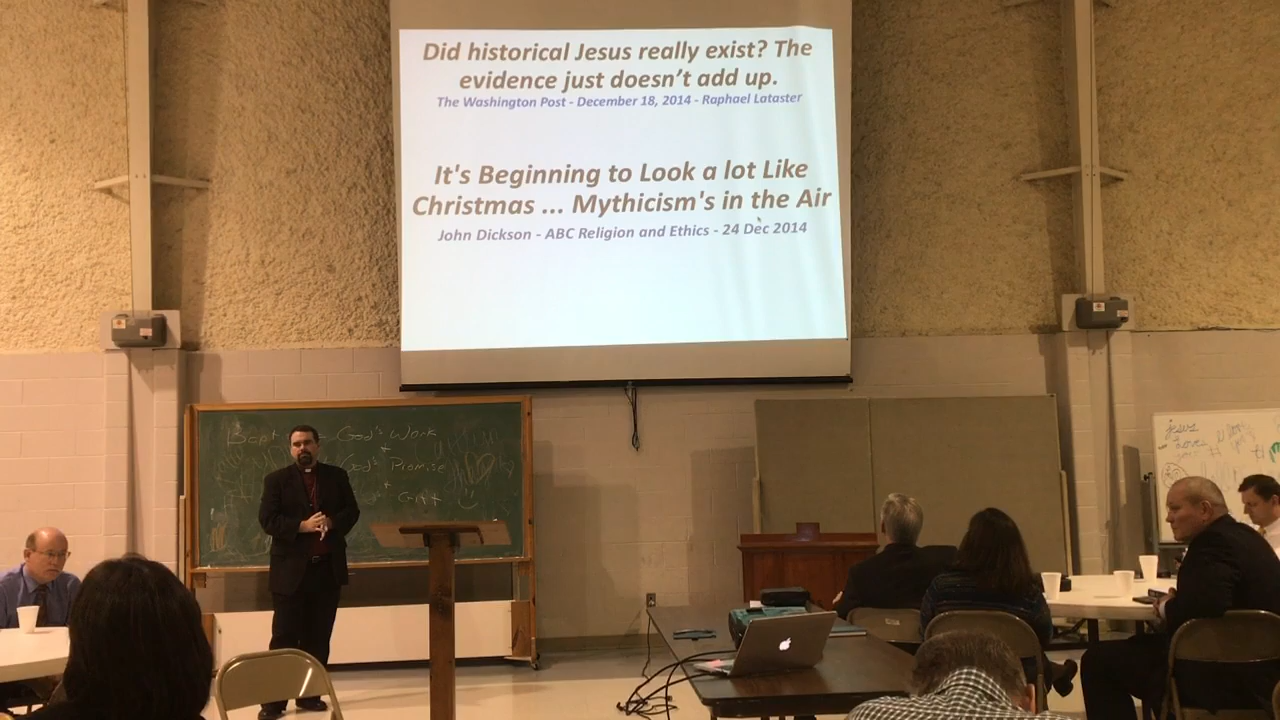 Did historical Jesus really exist? The
evidence just doesn't add up.
The Washington Post - December 18, 2014 - Raphael Lataster
It's Beginning to Look a lot Like
Christmas ... Mythicism's in the Air
John Dickson - ABC Religion and Ethics - 24 Dec 2014
God's Work
God's Promise
Jesus